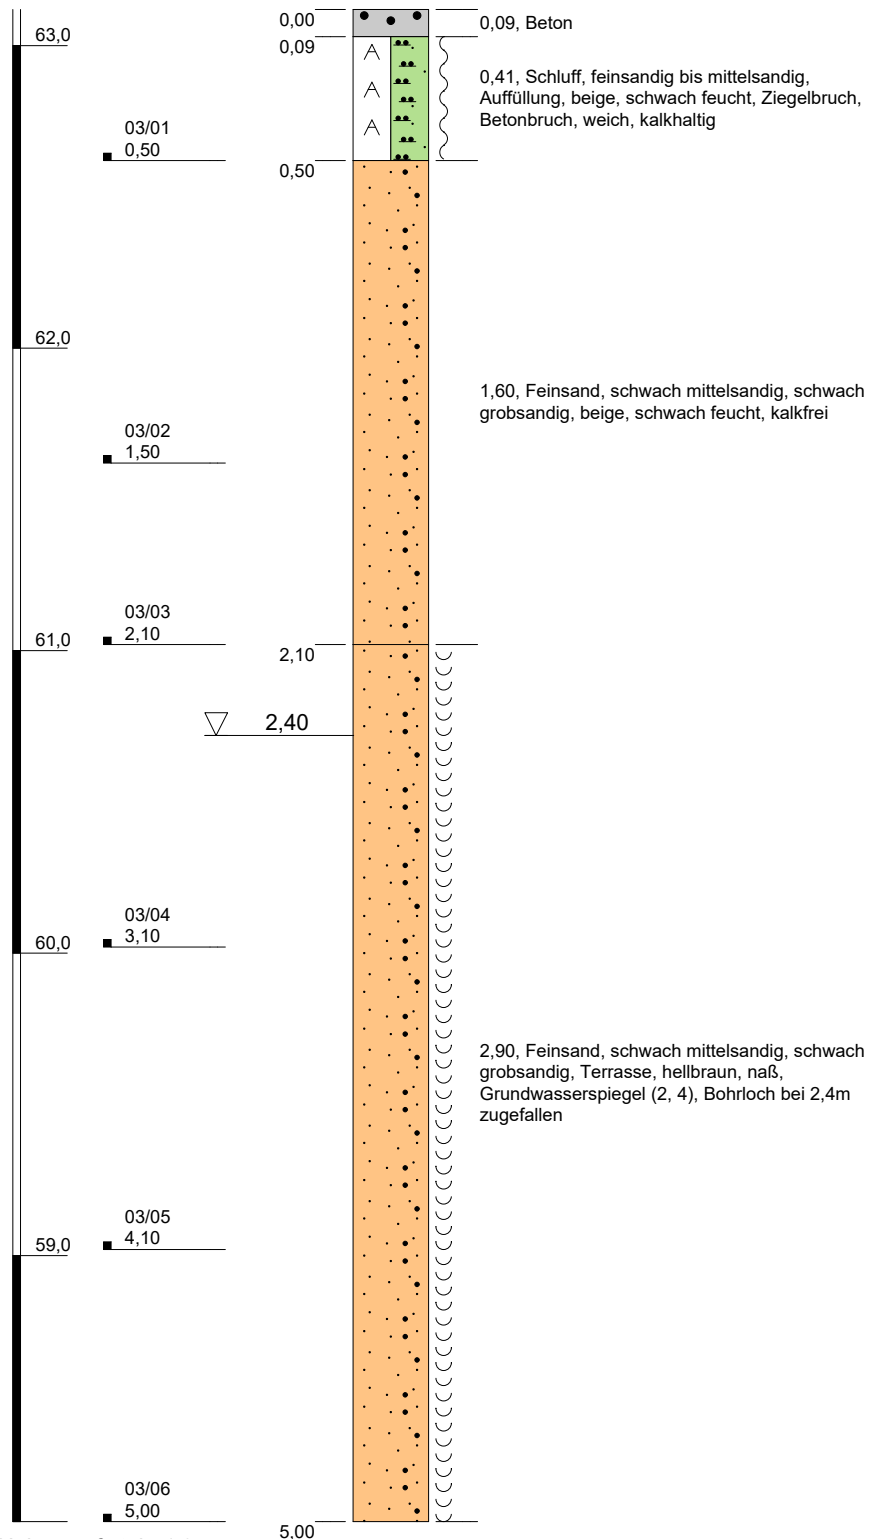 0,00
0,09, Beton
63,0
0,09
0,41, Schluff, feinsandig bis mittelsandig,
Auffüllung, beige, schwach feucht, Ziegelbruch,
Betonbruch, weich, kalkhaltig
03/01
0,50
0,50
62,0
1,60, Feinsand, schwach mittelsandig, schwach
grobsandig, beige, schwach feucht, kalkfrei
03/02
1,50
03/03
2,10
61,0
2,10
2,40
03/04
3,10
60,0
2,90, Feinsand, schwach mittelsandig, schwach
grobsandig, Terrasse, hellbraun, naß,
Grundwasserspiegel (2, 4), Bohrloch bei 2,4m
zugefallen
03/05
4,10
59,0
03/06
5,00
5,00